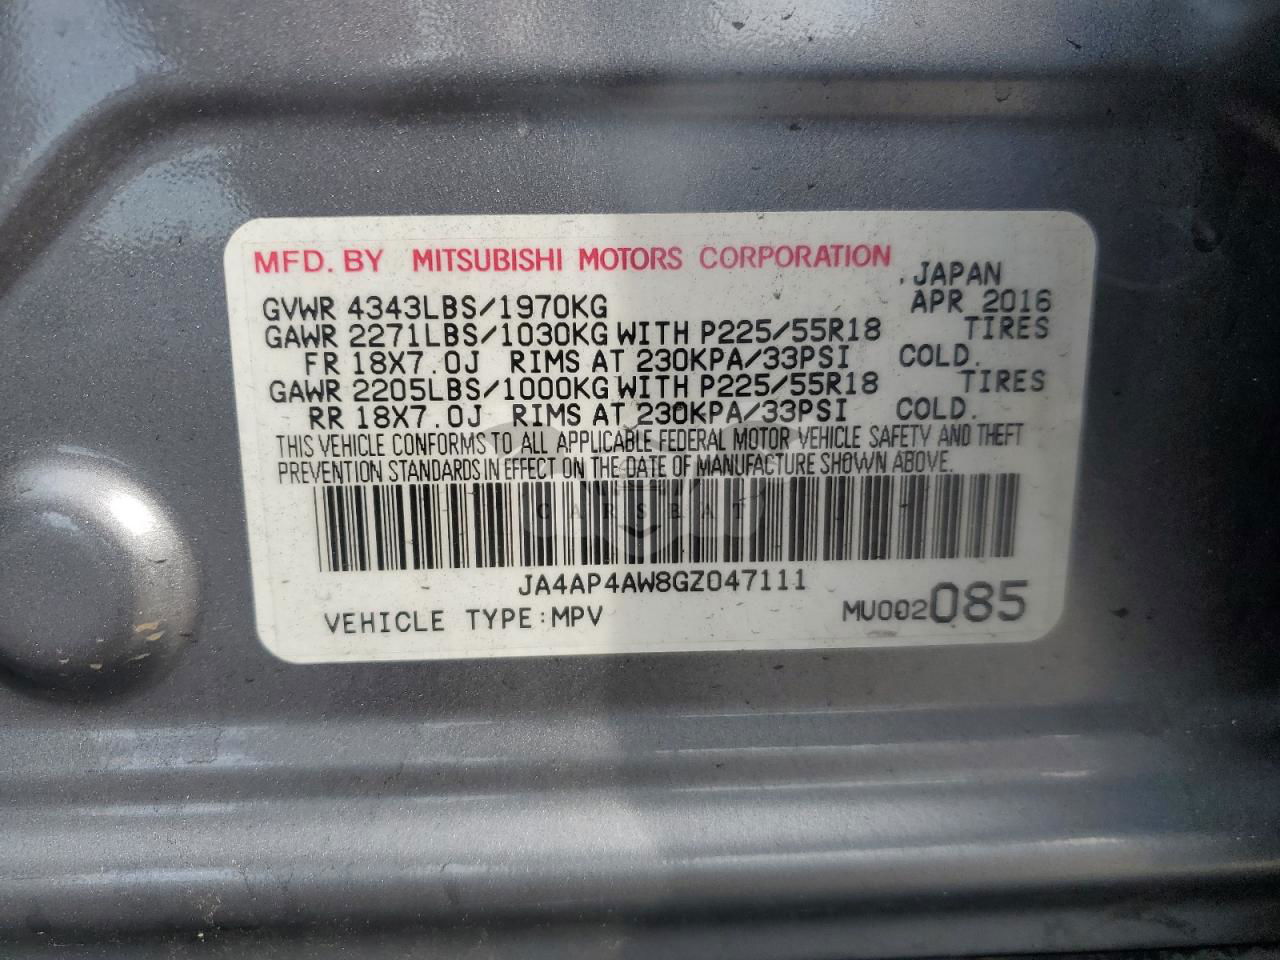 MFD. BY MITSUBISHI MOTORS CORPORATION
. JAPAN
GVWR 4343LBS/1970KG APR 2016
GAWR 2271LBS/1030KG WITH P225/55R18 TIRES
FR 18X7.0J RIMS AT 230KPA/33PSI COLD.
GAWR 2205LBS/1000KG WITH P225/55R18 TIRES
RR 18X7.0J RIMS AT 230KPA/33PSI COLD.
THIS VEHICLE CONFORMS TO ALL APPLICABLE FEDERAL MOTOR VEHICLE SAFETY AND THEFT
PREVENTION STANDARDS IN EFFECT ON THE DATE OF MANUFACTURE SHOWN ABOVE.
CARSBAT
JA4AP4AW8GZ047111
VEHICLE TYPE:MPV MU002085